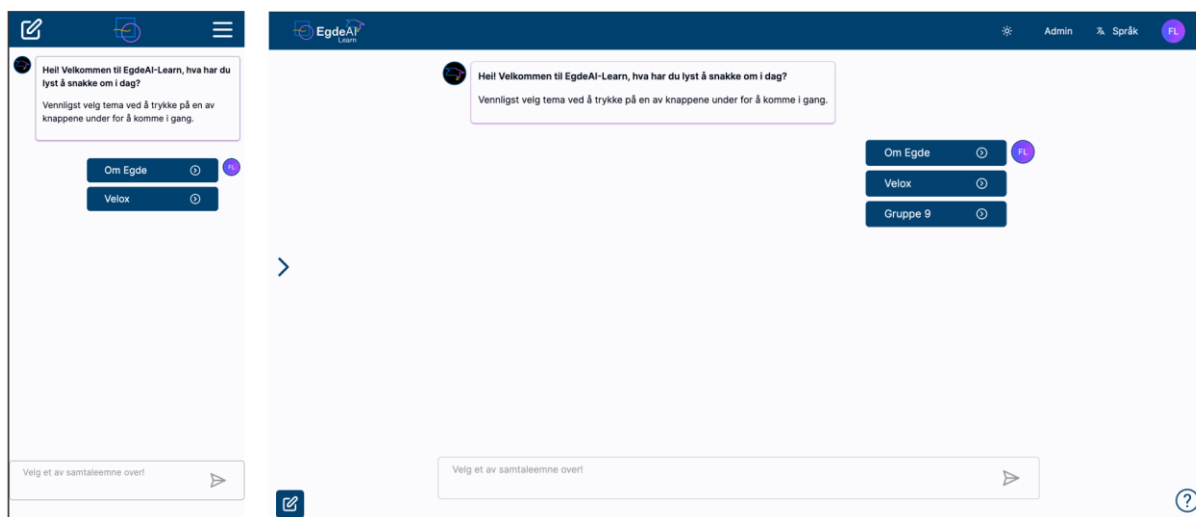 Hei! Velkommen til EgdeAI-Learn, hva har du
lyst å snakke om i dag?
Vennligst velg tema ved å trykke på en av
knappene under for å komme i gang.
FL
Om Egde
Velox
Velg et av samtaleemne over!
EgdeAI
Learn
Admin
Språk
FL
Hei! Velkommen til EgdeAI-Learn, hva har du lyst å snakke om i dag?
Vennligst velg tema ved å trykke på en av knappene under for å komme i gang.
Om Egde
FL
Velox
Gruppe 9
Velg et av samtaleemne over!
?